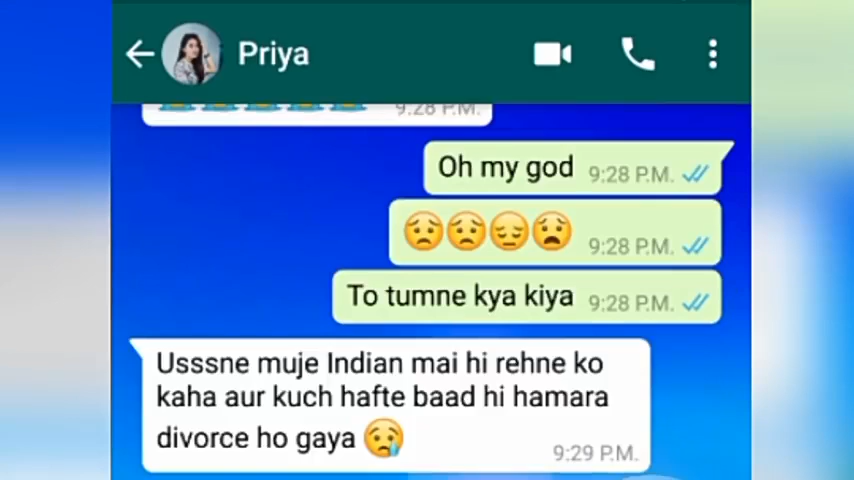 Priya
9:28 P.M.
Oh my god 9:28 P.M.
😟😟😔😧 9:28 P.M.
To tumne kya kiya 9:28 P.M.
Usssne muje Indian mai hi rehne ko
kaha aur kuch hafte baad hi hamara
divorce ho gaya 😢
9:29 P.M.